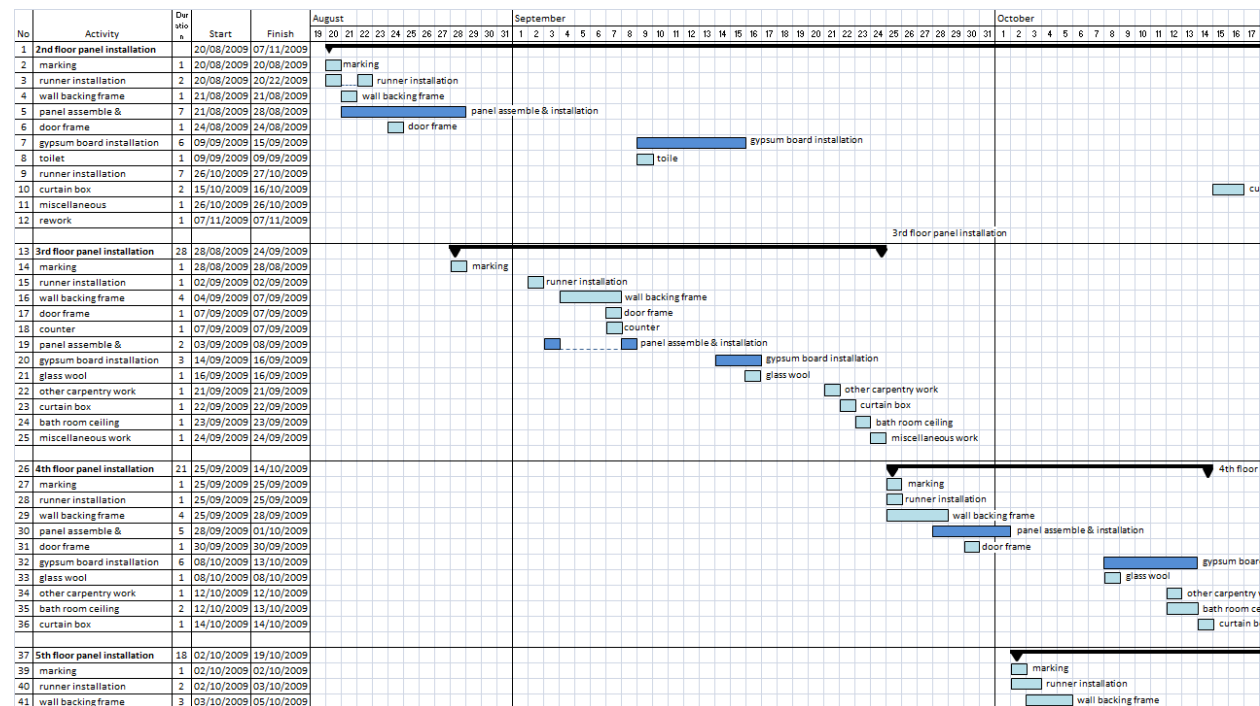 August September October
No Activity Dur atio n Start Finish 19 20 21 22 23 24 25 26 27 28 29 30 31 1 2 3 4 5 6 7 8 9 10 11 12 13 14 15 16 17 18 19 20 21 22 23 24 25 26 27 28 29 30 31 1 2 3 4 5 6 7 8 9 10 11 12 13 14 15 16 17
1 2nd floor panel installation 20/08/2009 07/11/2009
2 marking 1 20/08/2009 20/08/2009 marking
3 runner installation 2 20/08/2009 20/22/2009 runner installation
4 wall backing frame 1 21/08/2009 21/08/2009 wall backing frame
5 panel assemble & 7 21/08/2009 28/08/2009 panel assemble & installation
6 door frame 1 24/08/2009 24/08/2009 door frame
7 gypsum board installation 6 09/09/2009 15/09/2009 gypsum board installation
8 toilet 1 09/09/2009 09/09/2009 toile
9 runner installation 7 26/10/2009 27/10/2009
10 curtain box 2 15/10/2009 16/10/2009 cu
11 miscellaneous 1 26/10/2009 26/10/2009
12 rework 1 07/11/2009 07/11/2009
3rd floor panel installation
13 3rd floor panel installation 28 28/08/2009 24/09/2009
14 marking 1 28/08/2009 28/08/2009 marking
15 runner installation 1 02/09/2009 02/09/2009 runner installation
16 wall backing frame 4 04/09/2009 07/09/2009 wall backing frame
17 door frame 1 07/09/2009 07/09/2009 door frame
18 counter 1 07/09/2009 07/09/2009 counter
19 panel assemble & 2 03/09/2009 08/09/2009 panel assemble & installation
20 gypsum board installation 3 14/09/2009 16/09/2009 gypsum board installation
21 glass wool 1 16/09/2009 16/09/2009 glass wool
22 other carpentry work 1 21/09/2009 21/09/2009 other carpentry work
23 curtain box 1 22/09/2009 22/09/2009 curtain box
24 bath room ceiling 1 23/09/2009 23/09/2009 bath room ceiling
25 miscellaneous work 1 24/09/2009 24/09/2009 miscellaneous work
26 4th floor panel installation 21 25/09/2009 14/10/2009 4th floor
27 marking 1 25/09/2009 25/09/2009 marking
28 runner installation 1 25/09/2009 25/09/2009 runner installation
29 wall backing frame 4 25/09/2009 28/09/2009 wall backing frame
30 panel assemble & 5 28/09/2009 01/10/2009 panel assemble & installation
31 door frame 1 30/09/2009 30/09/2009 door frame
32 gypsum board installation 6 08/10/2009 13/10/2009 gypsum boar
33 glass wool 1 08/10/2009 08/10/2009 glass wool
34 other carpentry work 1 12/10/2009 12/10/2009 other carpentry
35 bath room ceiling 2 12/10/2009 13/10/2009 bath room ce
36 curtain box 1 14/10/2009 14/10/2009 curtain b
37 5th floor panel installation 18 02/10/2009 19/10/2009
39 marking 1 02/10/2009 02/10/2009 marking
40 runner installation 2 02/10/2009 03/10/2009 runner installation
41 wall backing frame 3 03/10/2009 05/10/2009 wall backing frame